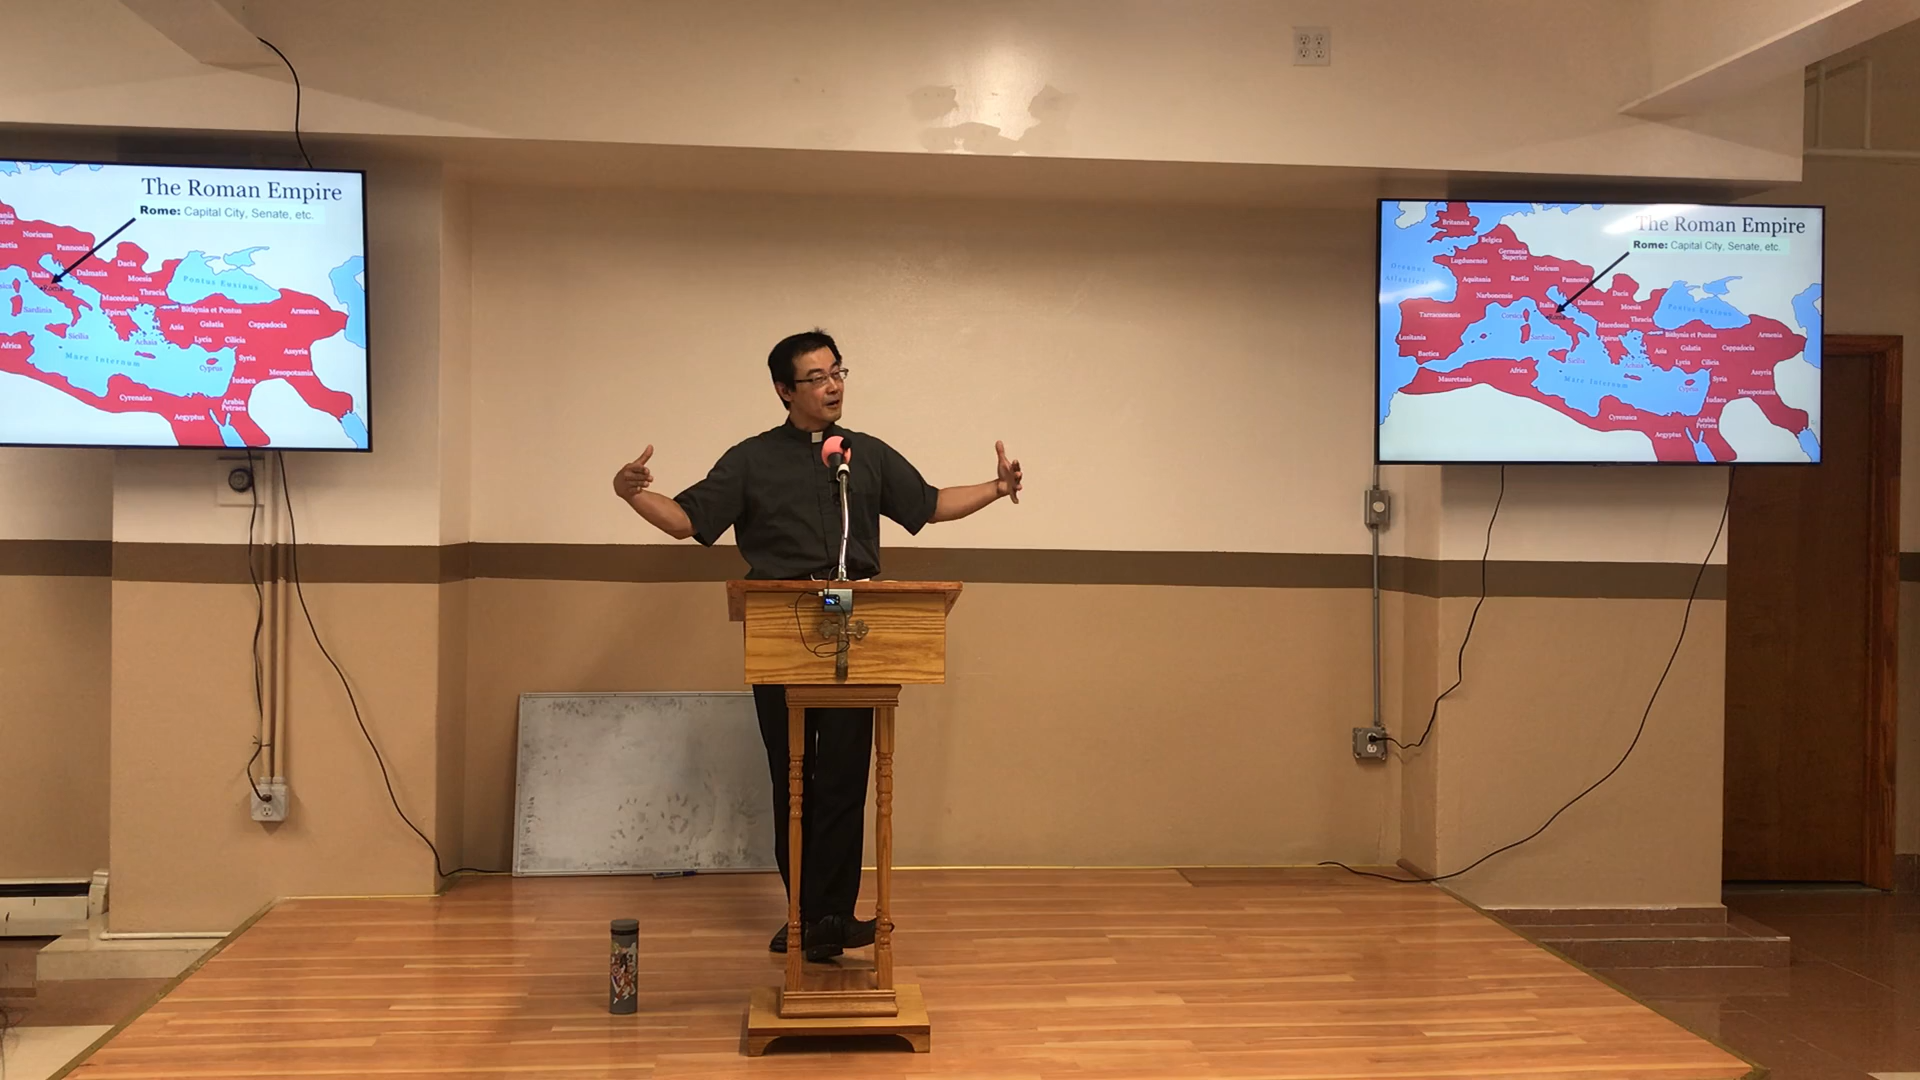 The Roman Empire
Rome: Capital City, Senate, etc.
Noricum
Pannonia
Dacia
Italia
Dalmatia
Moesia
Pontus Euxinus
Roma
Thracia
Macedonia
Sardinia
Epirus
Bithynia et Pontus
Armenia
Asia
Galatia
Cappadocia
Sicilia
Achaia
Lycia
Cilicia
Africa
Mare Internum
Cyprus
Syria
Assyria
Iudaea
Mesopotamia
Cyrenaica
Arabia
Petraea
Aegyptus
The Roman Empire
Rome: Capital City, Senate, etc.
Britannia
Belgica
Germania
Superior
Lugdunensis
Oceanus
Atlanticus
Noricum
Aquitania
Raetia
Pannonia
Narbonensis
Dacia
Italia
Dalmatia
Moesia
Pontus Euxinus
Tarraconensis
Corsica
Roma
Thracia
Macedonia
Lusitania
Sardinia
Epirus
Bithynia et Pontus
Armenia
Baetica
Sicilia
Achaia
Asia
Galatia
Cappadocia
Lycia
Cilicia
Mauretania
Africa
Mare Internum
Cyprus
Syria
Assyria
Iudaea
Mesopotamia
Cyrenaica
Arabia
Petraea
Aegyptus